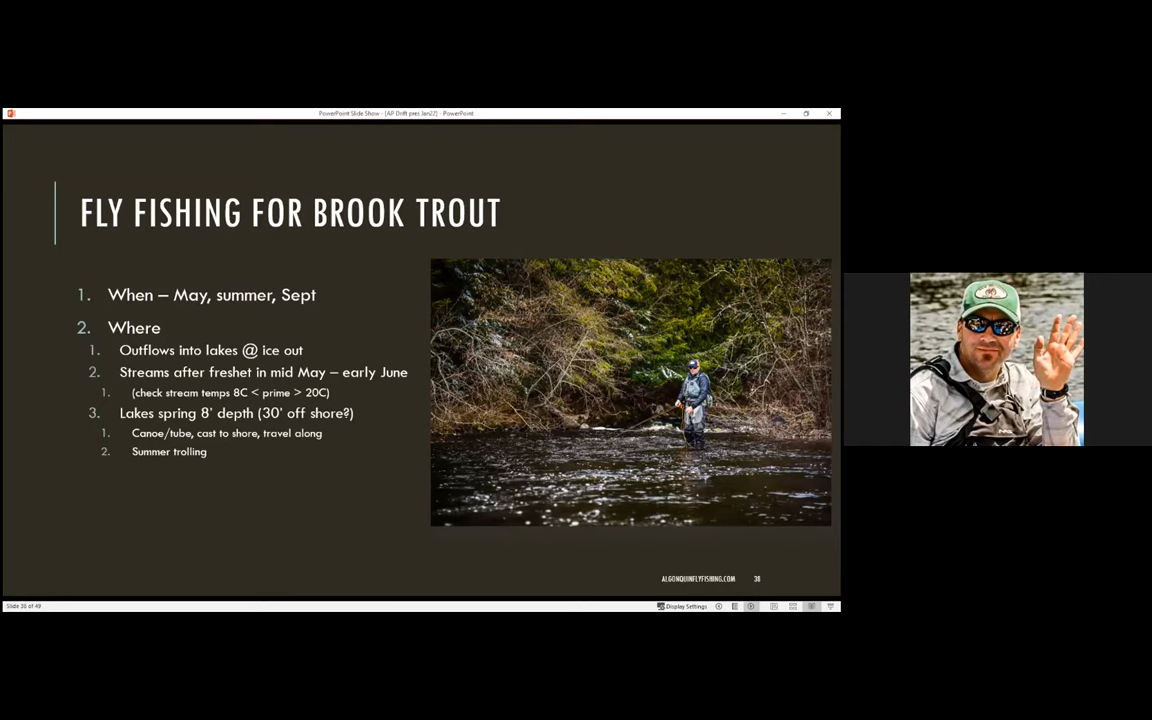 PowerPoint Slide Show - [AP Drift pres Jan22] - PowerPoint
FLY FISHING FOR BROOK TROUT
1. When – May, summer, Sept
2. Where
1. Outflows into lakes @ ice out
2. Streams after freshet in mid May – early June
1. (check stream temps 8C < prime > 20C)
3. Lakes spring 8' depth (30' off shore?)
1. Canoe/tube, cast to shore, travel along
2. Summer trolling
ALGONQUINFLYFISHING.COM 38
Slide 38 of 49 Display Settings